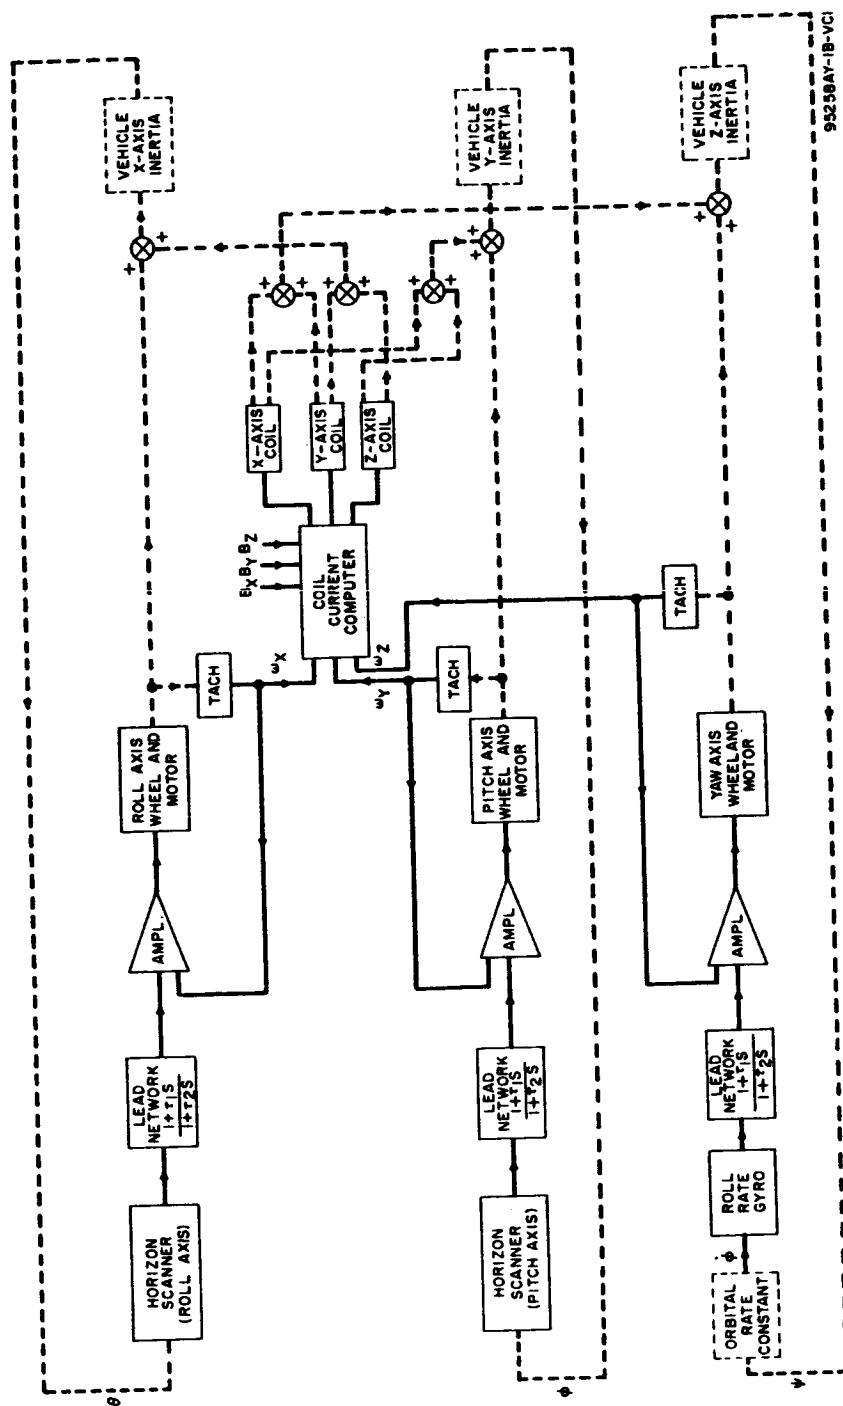 θ
HORIZON
SCANNER
(ROLL AXIS)
LEAD
NETWORK
1+τ1S
1+τ2S
AMPL.
ROLL AXIS
WHEEL AND
MOTOR
TACH
ωX
VEHICLE
X-AXIS
INERTIA
+
+
BX BY BZ
COIL
CURRENT
COMPUTER
X-AXIS
COIL
Y-AXIS
COIL
Z-AXIS
COIL
+
+
+
+
+
+
ωY
ωZ
ϕ
HORIZON
SCANNER
(PITCH AXIS)
LEAD
NETWORK
1+τ1S
1+τ2S
AMPL
PITCH AXIS
WHEEL AND
MOTOR
TACH
+
+
VEHICLE
Y-AXIS
INERTIA
ψ
ORBITAL
RATE
CONSTANT
ϕ̇
ROLL
RATE
GYRO
LEAD
NETWORK
1+τ1S
1+τ2S
AMPL
YAW AXIS
WHEEL AND
MOTOR
TACH
+
+
VEHICLE
Z-AXIS
INERTIA
95258AY-1B-VCI